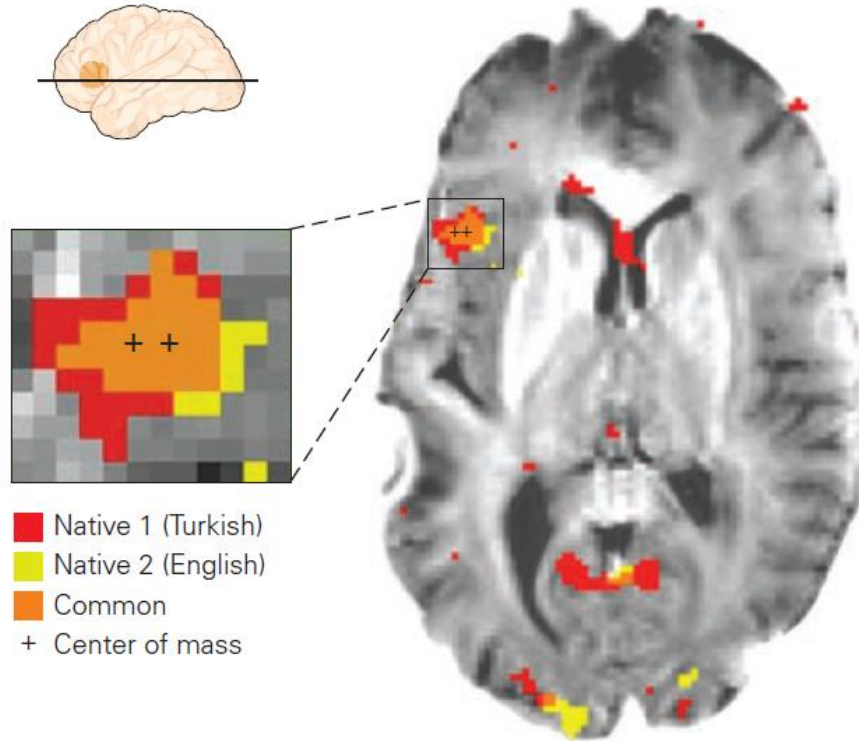 Native 1 (Turkish)
Native 2 (English)
Common
+ Center of mass